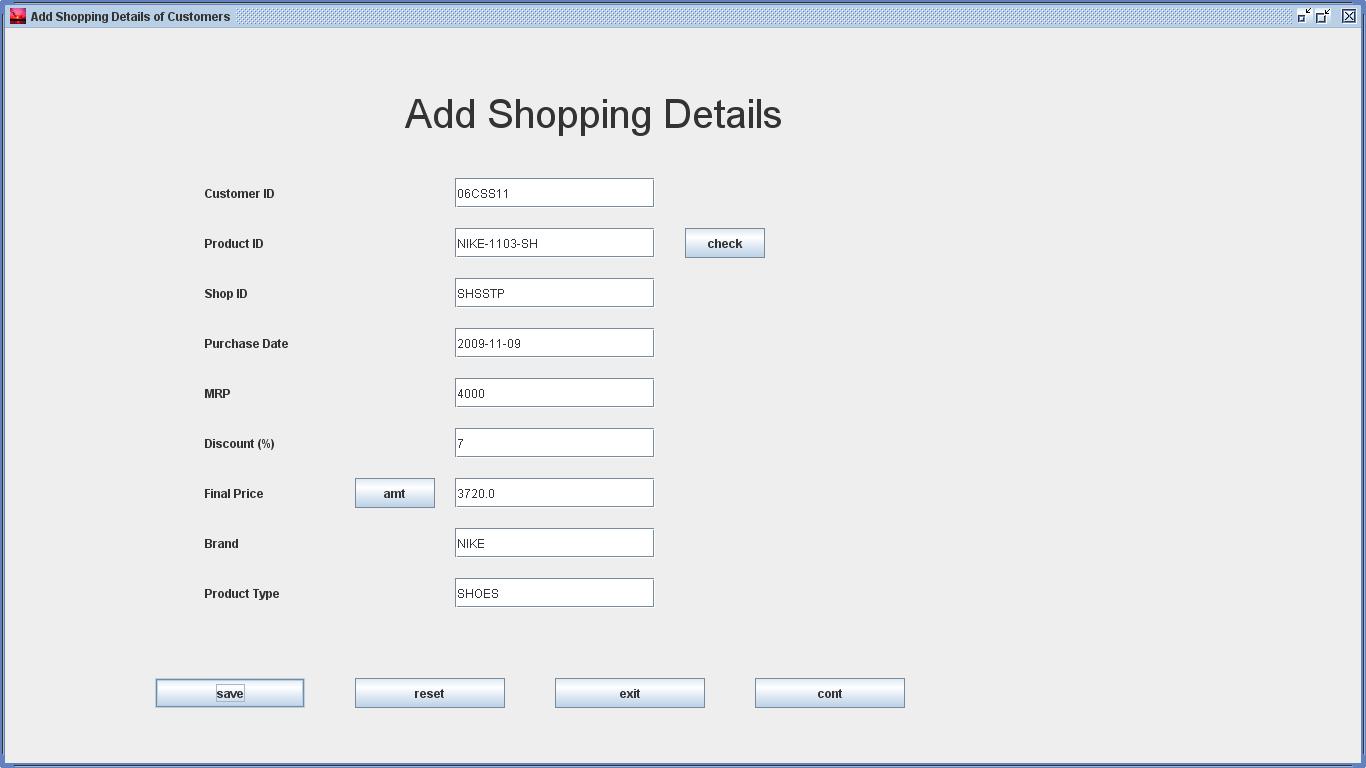 Add Shopping Details of Customers
Add Shopping Details
Customer ID 06CSS11
Product ID NIKE-1103-SH check
Shop ID SHSSTP
Purchase Date 2009-11-09
MRP 4000
Discount (%) 7
Final Price amt 3720.0
Brand NIKE
Product Type SHOES
save reset exit cont